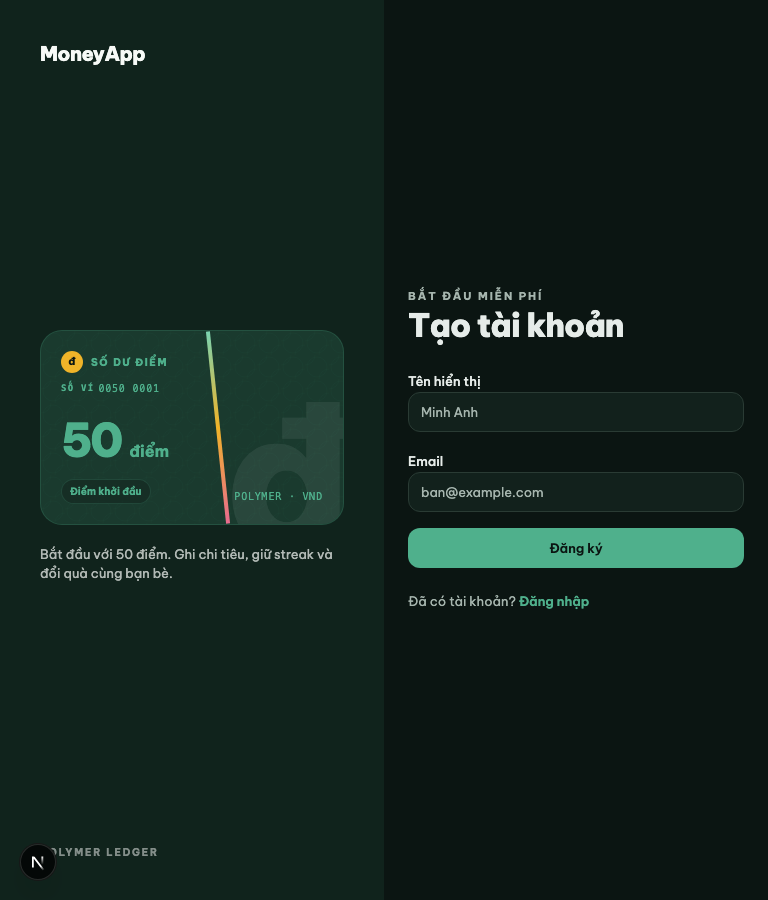 MoneyApp
đ SỐ DƯ ĐIỂM
SỐ VÍ 0050 0001
50 điểm
Điểm khởi đầu
đ
POLYMER · VND
Bắt đầu với 50 điểm. Ghi chi tiêu, giữ streak và
đổi quà cùng bạn bè.
LEDGER
N
BẮT ĐẦU MIỄN PHÍ
Tạo tài khoản
Tên hiển thị
Minh Anh
Email
ban@example.com
Đăng ký
Đã có tài khoản? Đăng nhập